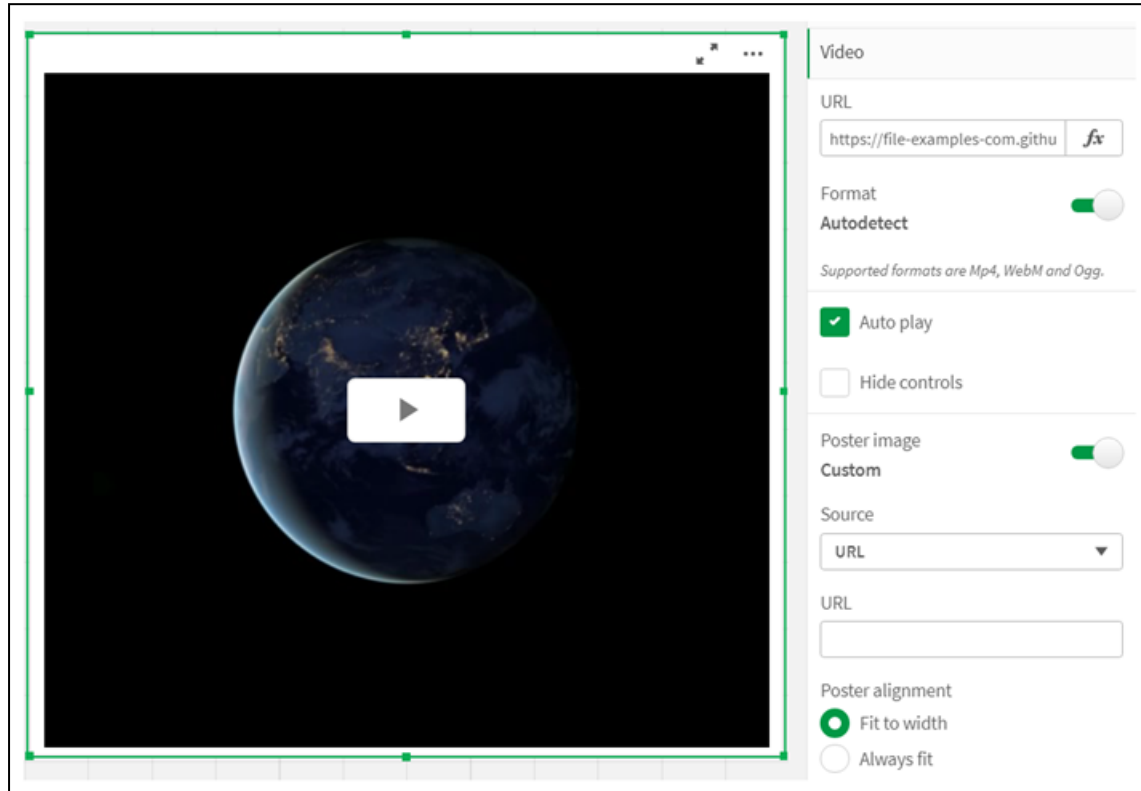 Video
URL
https://file-examples-com.githu
fx
Format
Autodetect
Supported formats are Mp4, WebM and Ogg.
Auto play
Hide controls
Poster image
Custom
Source
URL
URL
Poster alignment
Fit to width
Always fit